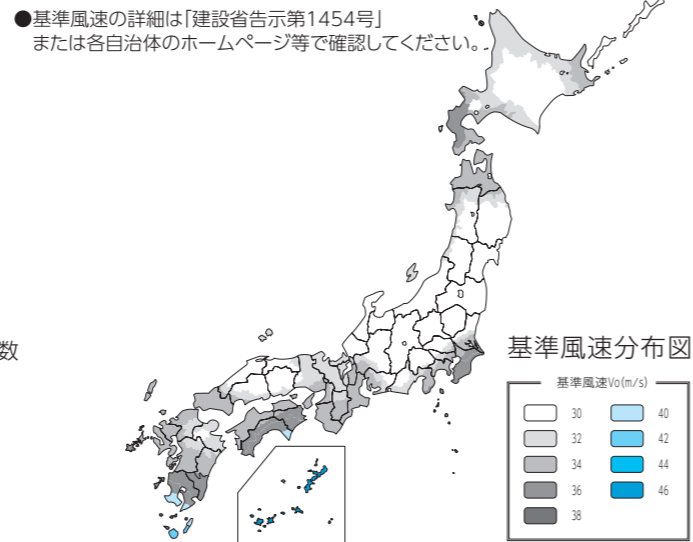 ●基準風速の詳細は「建設省告示第1454号」
または各自治体のホームページ等で確認してください。
数
基準風速分布図
基準風速Vo(m/s)
30 40
32 42
34 44
36 46
38